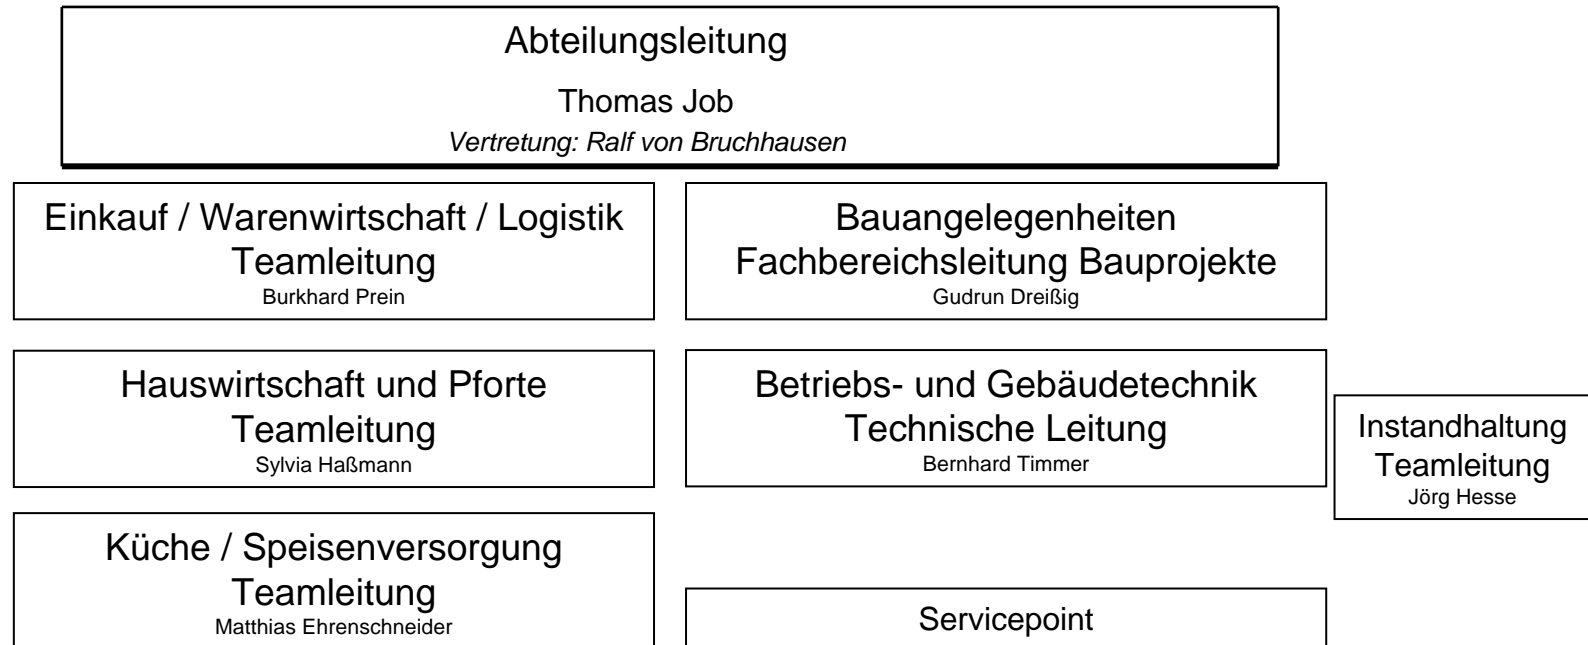 Abteilungsleitung
Thomas Job
Vertretung: Ralf von Bruchhausen
Einkauf / Warenwirtschaft / Logistik
Teamleitung
Burkhard Prein
Bauangelegenheiten
Fachbereichsleitung Bauprojekte
Gudrun Dreißig
Hauswirtschaft und Pforte
Teamleitung
Sylvia Haßmann
Betriebs- und Gebäudetechnik
Technische Leitung
Bernhard Timmer
Instandhaltung
Teamleitung
Jörg Hesse
Küche / Speisenversorgung
Teamleitung
Matthias Ehrenschneider
Servicepoint